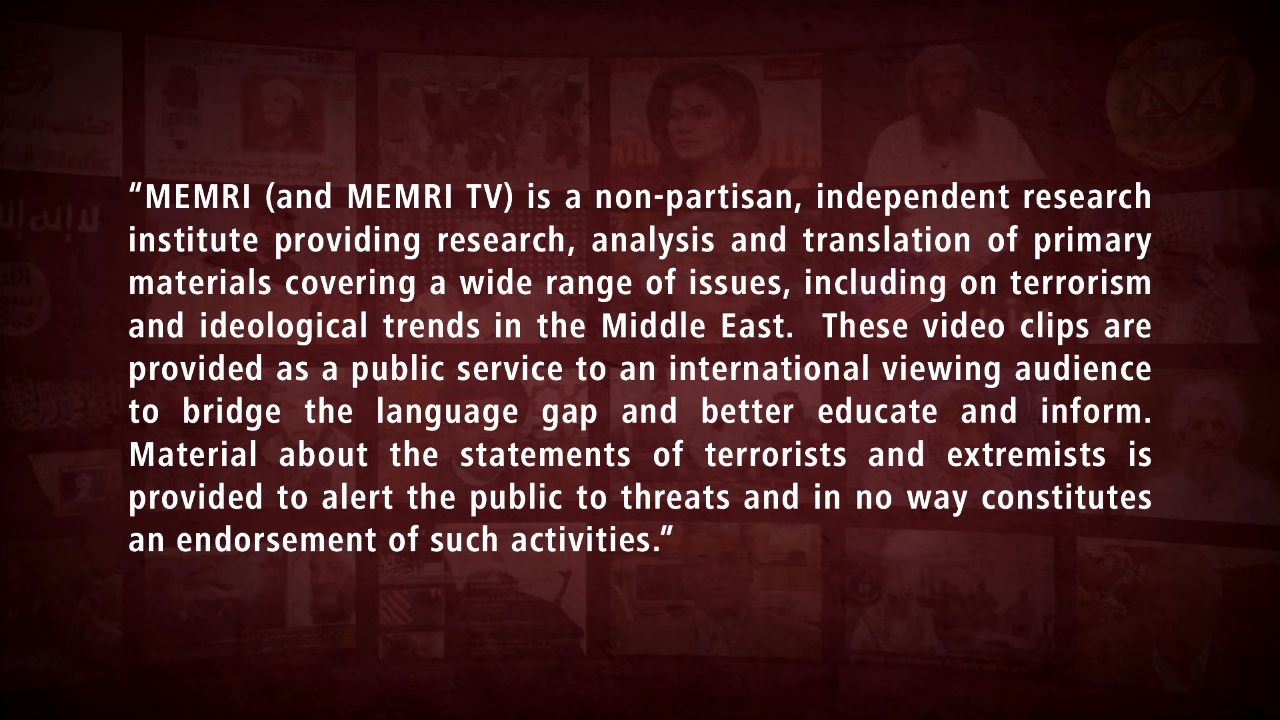 “MEMRI (and MEMRI TV) is a non-partisan, independent research
institute providing research, analysis and translation of primary
materials covering a wide range of issues, including on terrorism
and ideological trends in the Middle East.  These video clips are
provided as a public service to an international viewing audience
to bridge the language gap and better educate and inform.
Material about the statements of terrorists and extremists is
provided to alert the public to threats and in no way constitutes
an endorsement of such activities.”